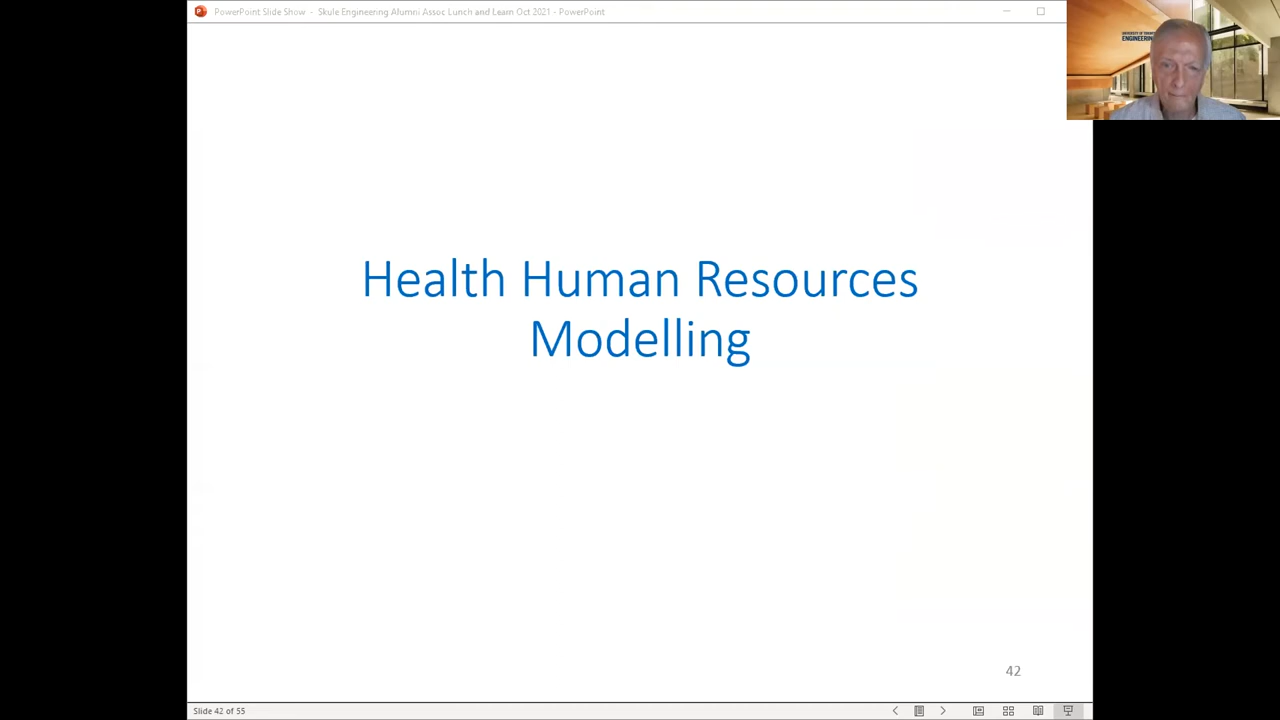 PowerPoint Slide Show - Skule Engineering Alumni Assoc Lunch and Learn Oct 2021 - PowerPoint
ENGINEERING
Health Human Resources
Modelling
42
Slide 42 of 55